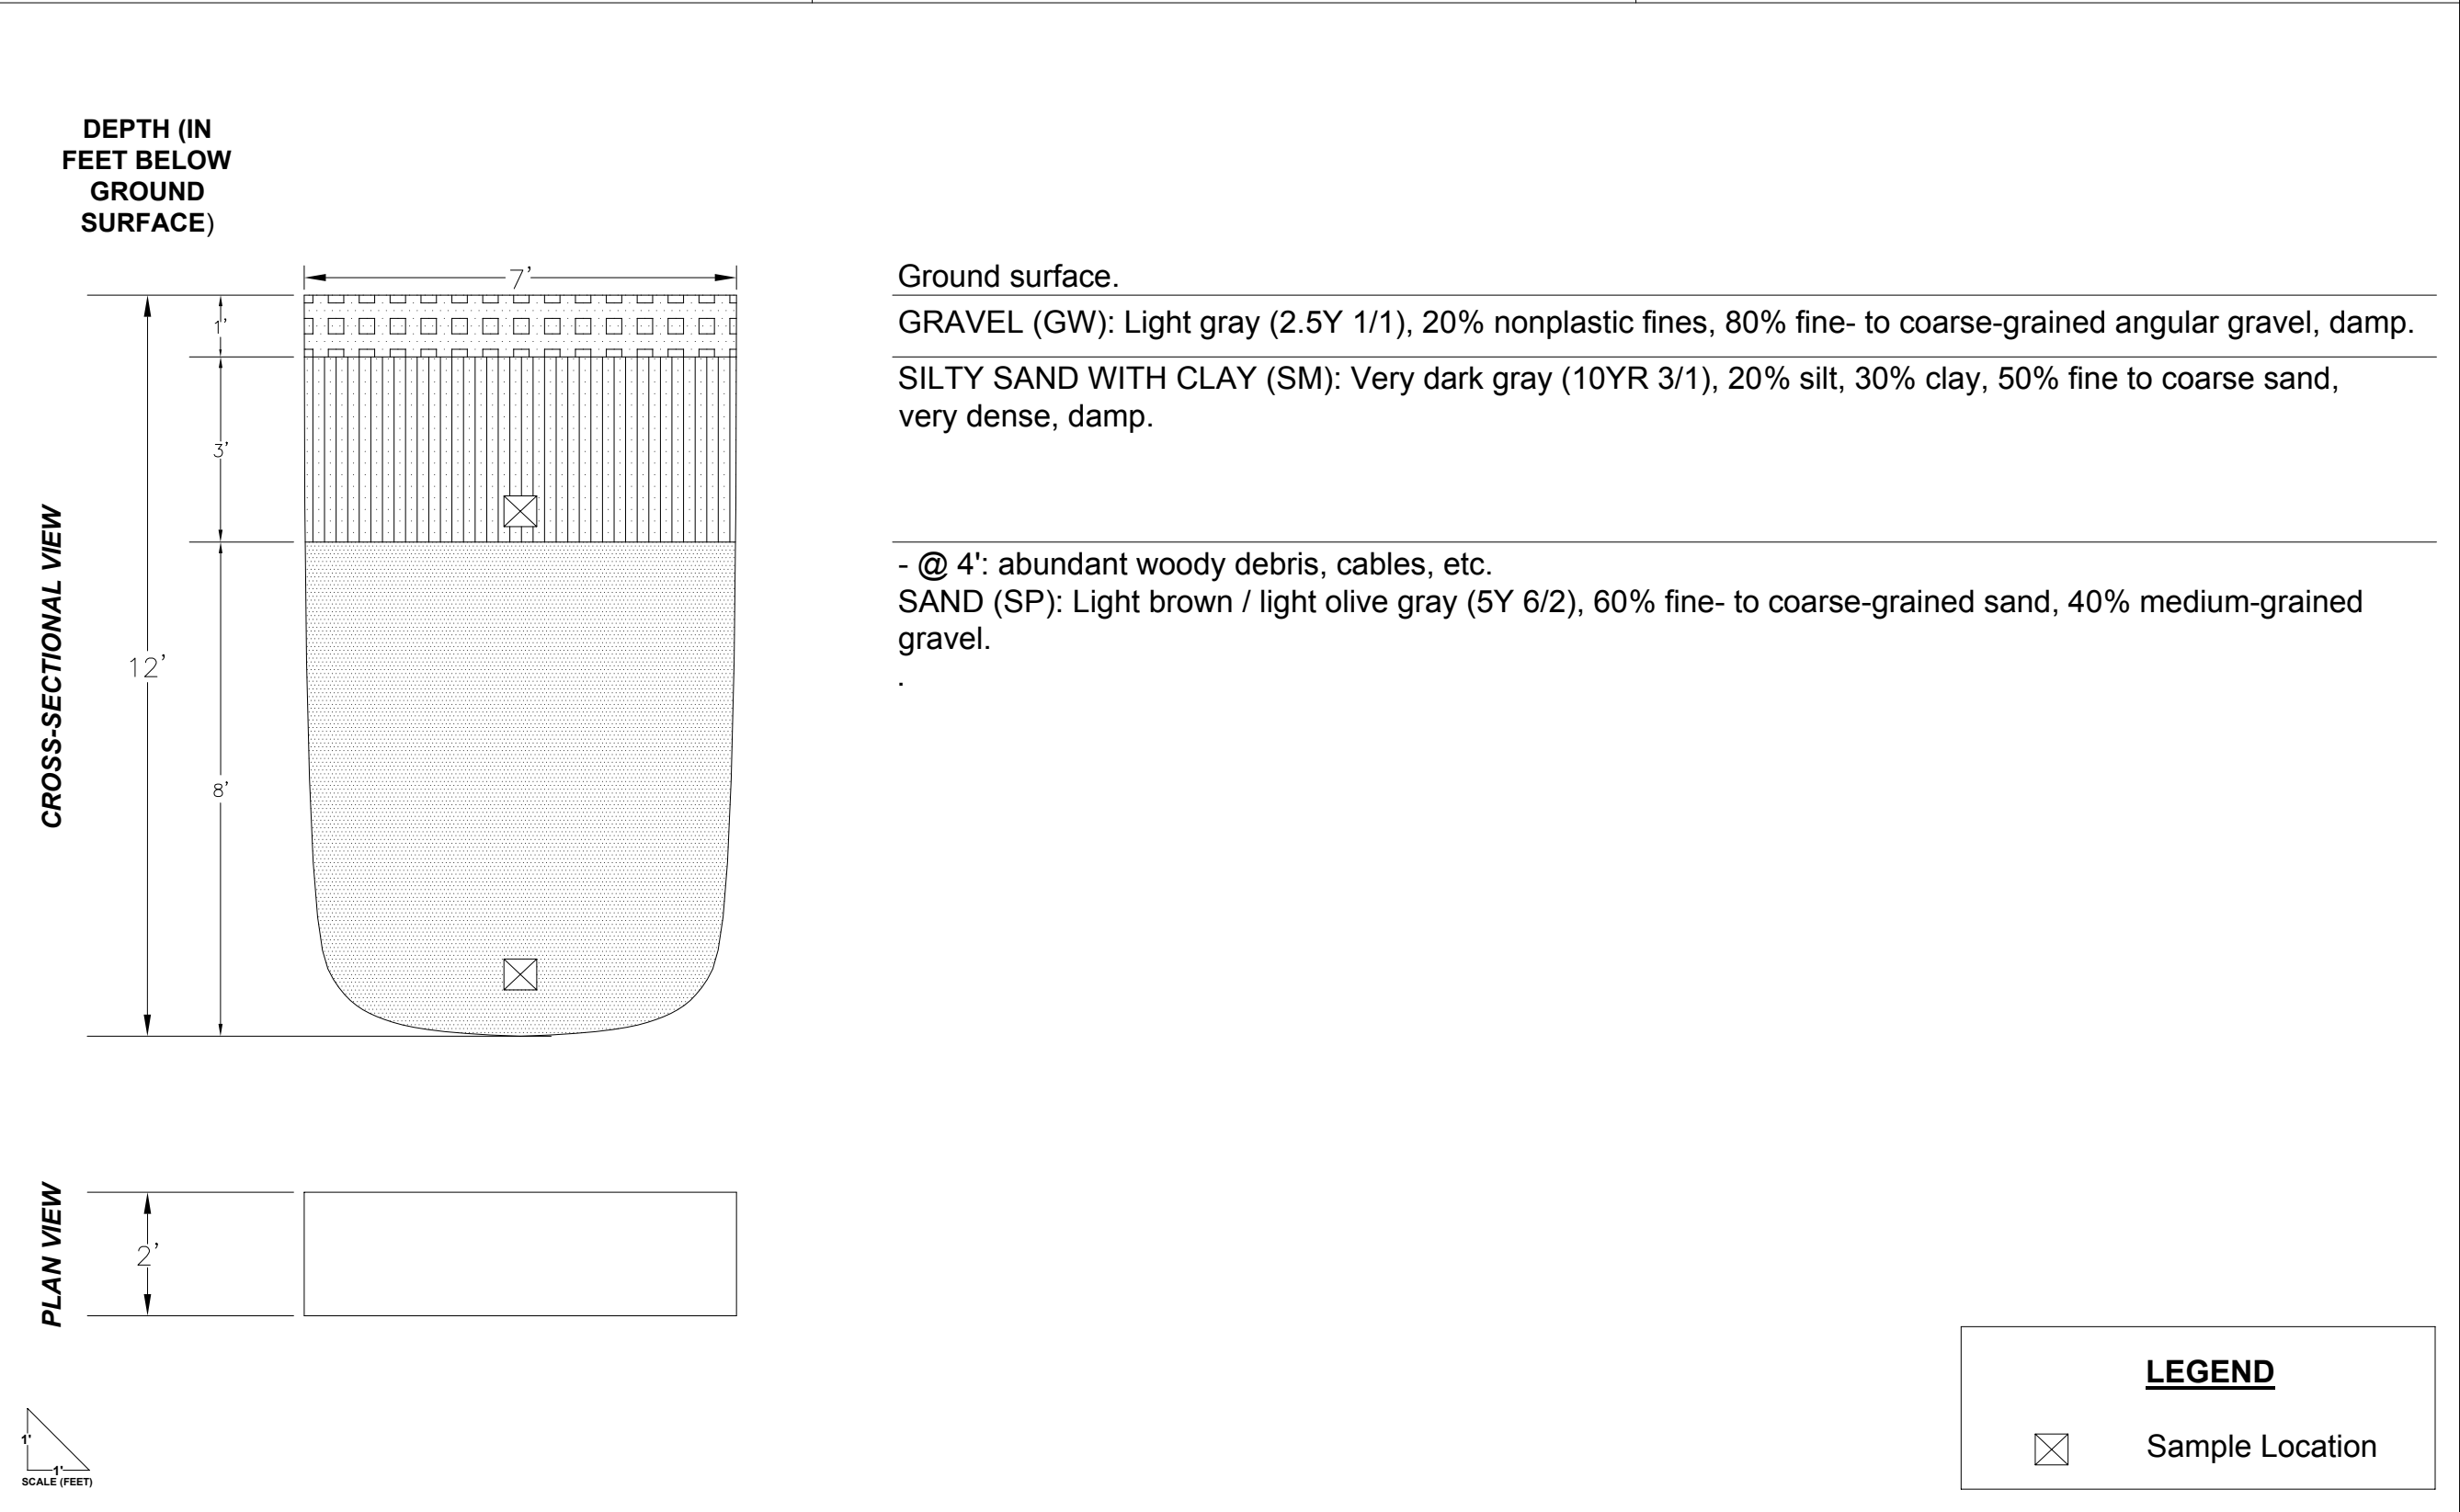 DEPTH (IN
FEET BELOW
GROUND
SURFACE)
7'
Ground surface.
1'
GRAVEL (GW): Light gray (2.5Y 1/1), 20% nonplastic fines, 80% fine- to coarse-grained angular gravel, damp.
SILTY SAND WITH CLAY (SM): Very dark gray (10YR 3/1), 20% silt, 30% clay, 50% fine to coarse sand,
very dense, damp.
3'
- @ 4': abundant woody debris, cables, etc.
SAND (SP): Light brown / light olive gray (5Y 6/2), 60% fine- to coarse-grained sand, 40% medium-grained
gravel.
.
CROSS-SECTIONAL VIEW
12'
8'
PLAN VIEW
2'
1'
1'
SCALE (FEET)
LEGEND
Sample Location